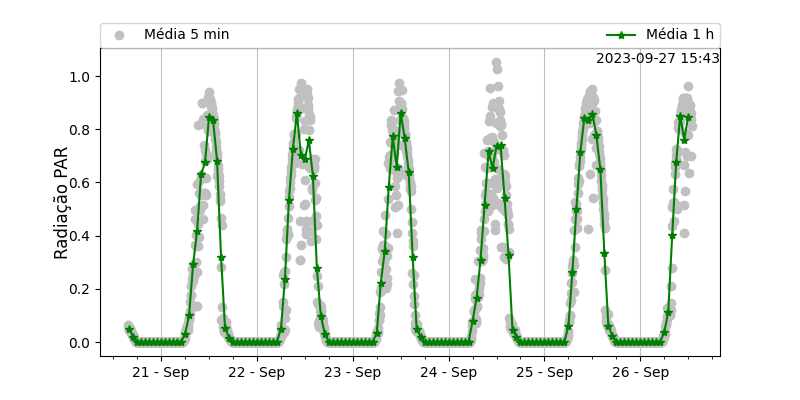 Média 5 min
Média 1 h
2023-09-27 15:43
Radiação PAR
1.0
0.8
0.6
0.4
0.2
0.0
21 - Sep
22 - Sep
23 - Sep
24 - Sep
25 - Sep
26 - Sep